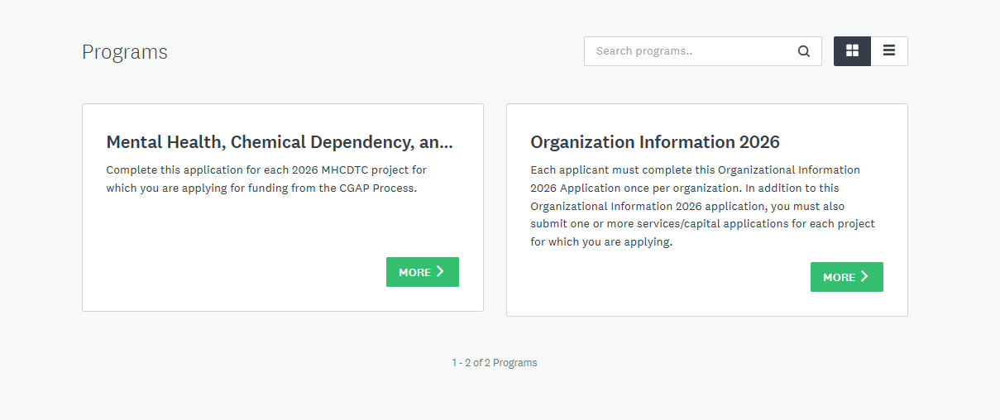 Programs
Search programs..
Mental Health, Chemical Dependency, an...
Complete this application for each 2026 MHCDTC project for
which you are applying for funding from the CGAP Process.
MORE
Organization Information 2026
Each applicant must complete this Organizational Information
2026 Application once per organization. In addition to this
Organizational Information 2026 application, you must also
submit one or more services/capital applications for each project
for which you are applying.
MORE
1 - 2 of 2 Programs